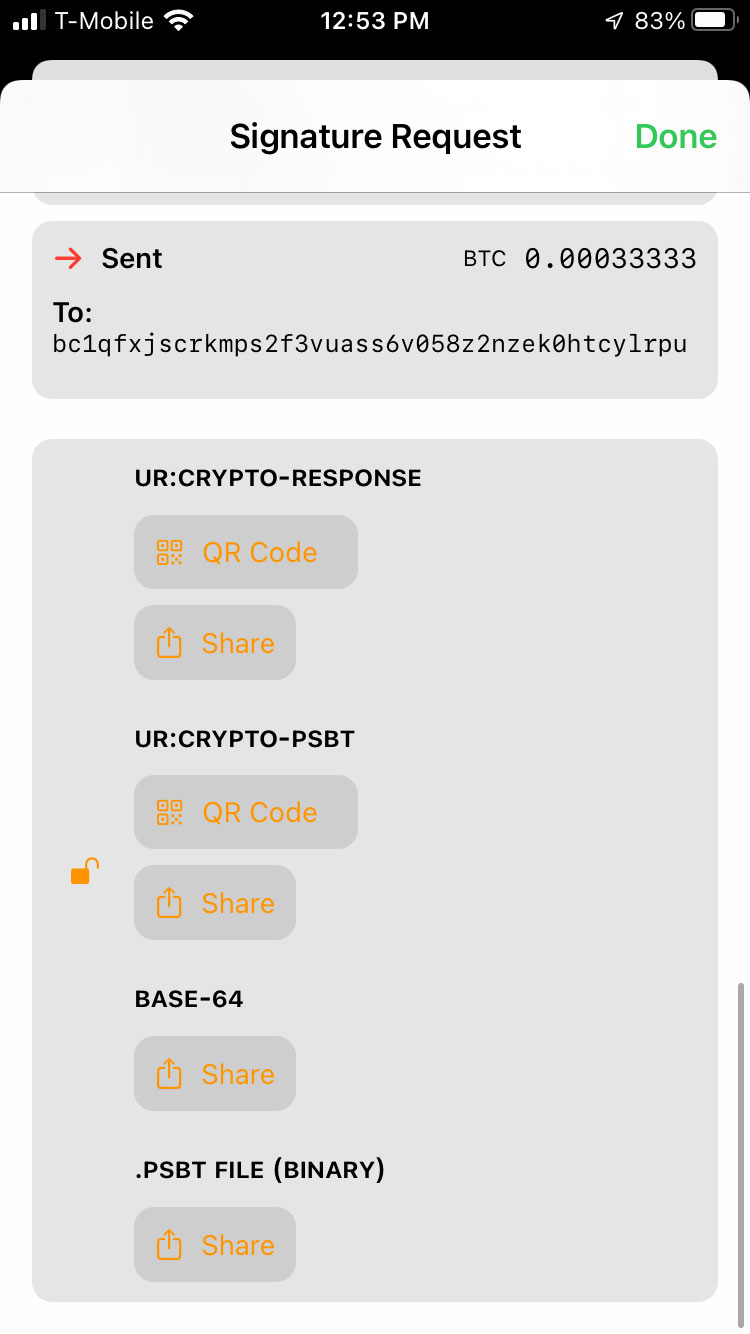 T-Mobile 12:53 PM 83%
Signature Request Done
Sent BTC 0.00033333
To:
bc1qfxjscrkmps2f3vuass6v058z2nzek0htcylrpu
UR:CRYPTO-RESPONSE
QR Code
Share
UR:CRYPTO-PSBT
QR Code
Share
BASE-64
Share
.PSBT FILE (BINARY)
Share